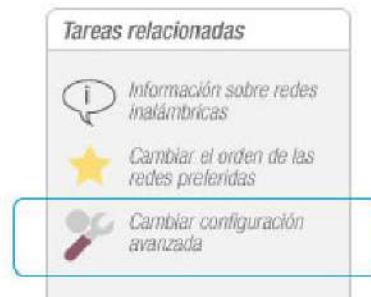 Tareas relacionadas
Información sobre redes
inalámbricas
Cambiar el orden de las
redes preferidas
Cambiar configuración
avanzada